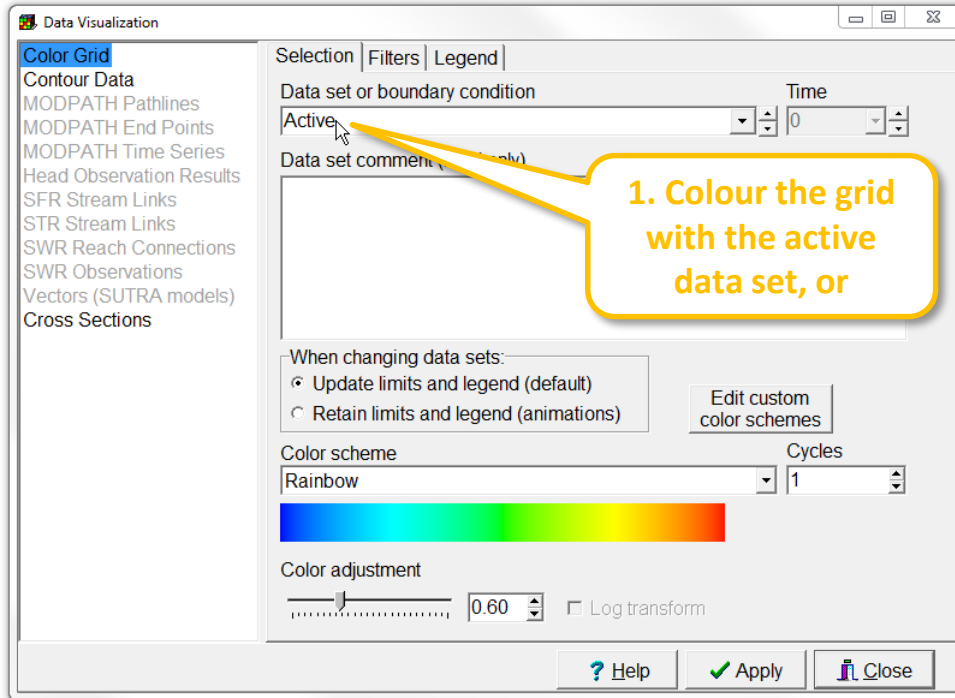 Data Visualization
Color Grid
Contour Data
MODPATH Pathlines
MODPATH End Points
MODPATH Time Series
Head Observation Results
SFR Stream Links
STR Stream Links
SWR Reach Connections
SWR Observations
Vectors (SUTRA models)
Cross Sections
Selection Filters Legend
Data set or boundary condition Time
Active 0
Data set comment
1. Colour the grid
with the active
data set, or
When changing data sets:
Update limits and legend (default)
Retain limits and legend (animations)
Edit custom
color schemes
Color scheme Cycles
Rainbow 1
Color adjustment
0.60 Log transform
? Help Apply Close